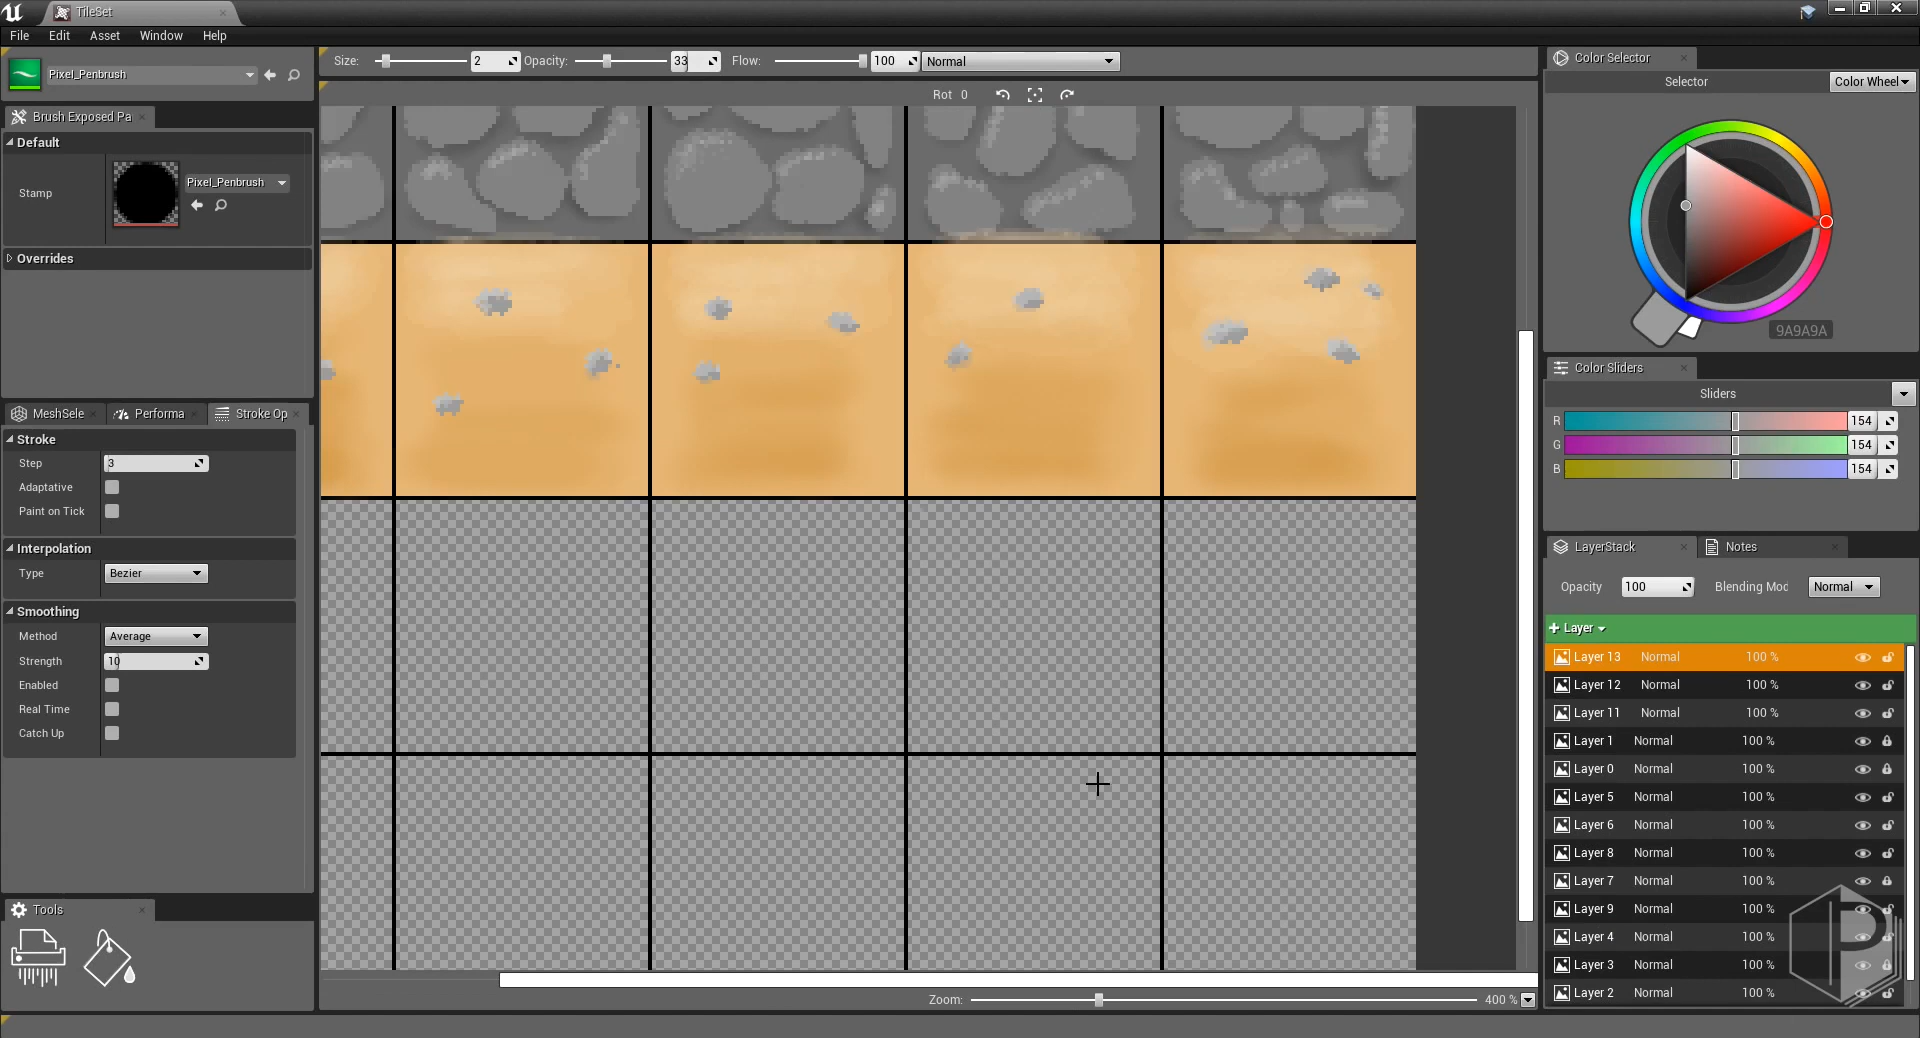 TileSet
File Edit Asset Window Help
Pixel_Penbrush
Size: 2 Opacity: 33 Flow: 100 Normal
Rot 0
Brush Exposed Pa
Default
Stamp
Pixel_Penbrush
Overrides
MeshSele Performa Stroke Op
Stroke
Step 3
Adaptative
Paint on Tick
Interpolation
Type Bezier
Smoothing
Method Average
Strength 10
Enabled
Real Time
Catch Up
Tools
Zoom: 400 %
Color Selector
Selector Color Wheel
9A9A9A
Color Sliders
Sliders
R 154
G 154
B 154
LayerStack Notes
Opacity 100 Blending Moc Normal
+ Layer
Layer 13 Normal 100 %
Layer 12 Normal 100 %
Layer 11 Normal 100 %
Layer 1 Normal 100 %
Layer 0 Normal 100 %
Layer 5 Normal 100 %
Layer 6 Normal 100 %
Layer 8 Normal 100 %
Layer 7 Normal 100 %
Layer 9 Normal 100 %
Layer 4 Normal 100 %
Layer 3 Normal 100 %
Layer 2 Normal 100 %